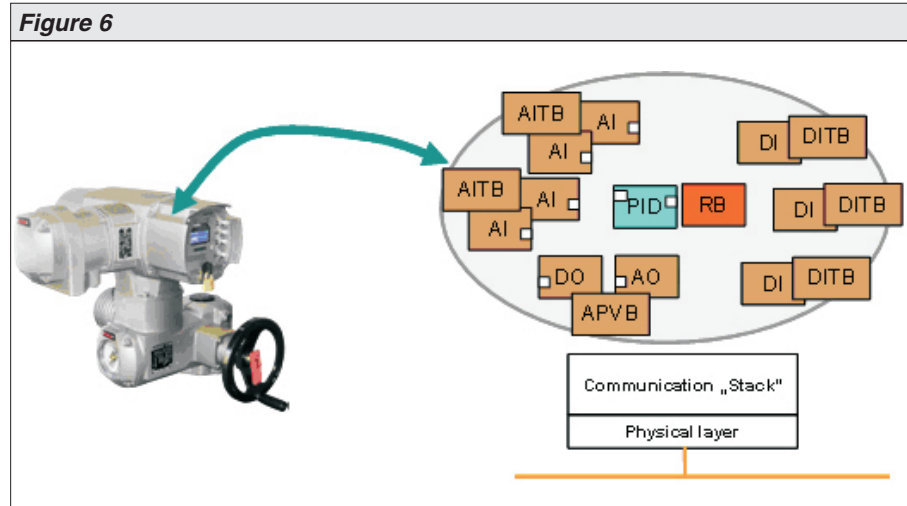 Figure 6
AITB
AI
AI
AITB
AI
AI
PID
RB
DI
DITB
DI
DITB
DI
DITB
DO
AO
APVB
Communication „Stack"
Physical layer